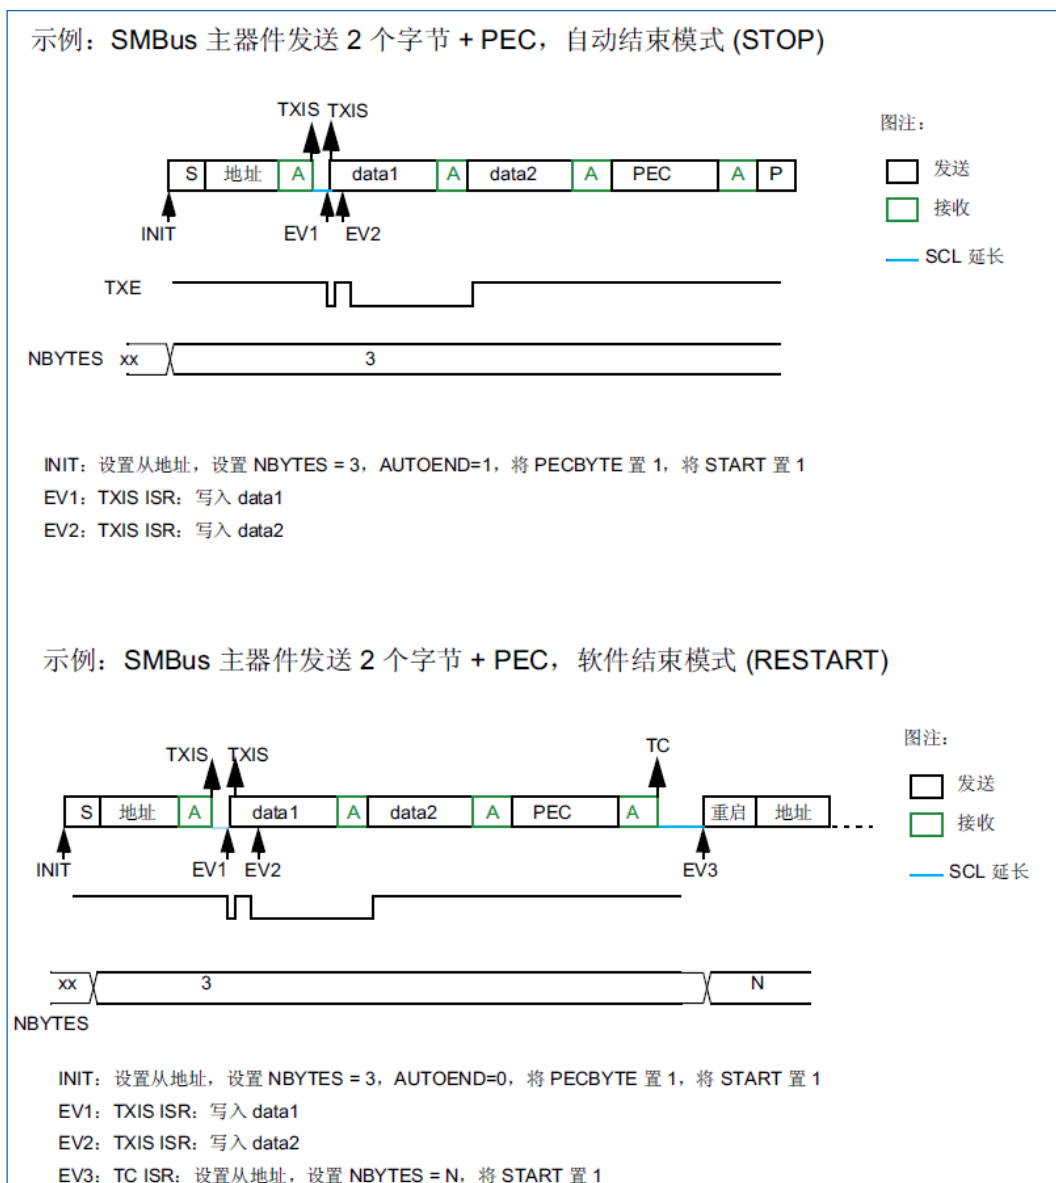 示例：SMBus 主器件发送 2 个字节 + PEC，自动结束模式 (STOP)
TXIS TXIS
图注：
S 地址 A data1 A data2 A PEC A P
发送
接收
INIT EV1 EV2
SCL 延长
TXE
NBYTES xx 3
INIT：设置从地址，设置 NBYTES = 3，AUTOEND=1，将 PECBYTE 置 1，将 START 置 1
EV1：TXIS ISR：写入 data1
EV2：TXIS ISR：写入 data2
示例：SMBus 主器件发送 2 个字节 + PEC，软件结束模式 (RESTART)
TXIS TXIS TC
图注：
S 地址 A data1 A data2 A PEC A 重启 地址
发送
接收
INIT EV1 EV2 EV3
SCL 延长
xx 3 N
NBYTES
INIT：设置从地址，设置 NBYTES = 3，AUTOEND=0，将 PECBYTE 置 1，将 START 置 1
EV1：TXIS ISR：写入 data1
EV2：TXIS ISR：写入 data2
EV3：TC ISR：设置从地址，设置 NBYTES = N，将 START 置 1